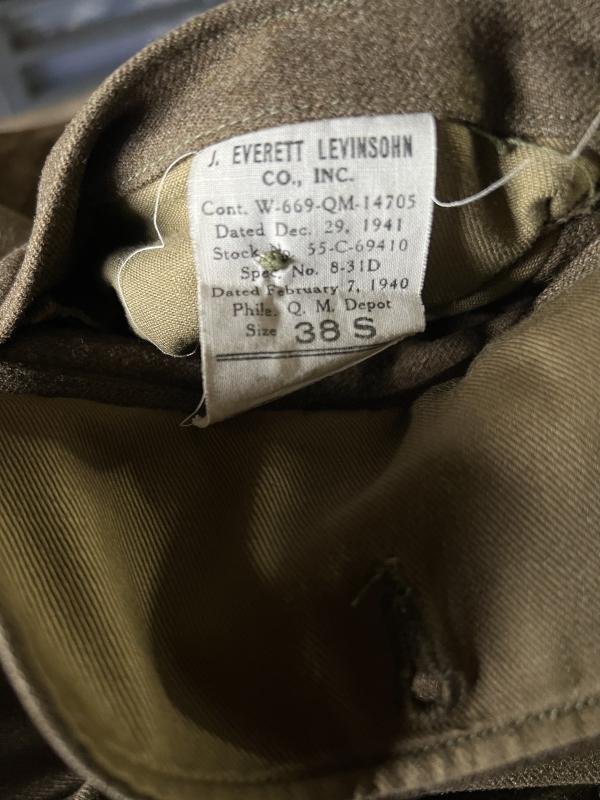 J. EVERETT LEVINSOHN
CO., INC.
Cont. W-669-QM-14705
Dated Dec. 29, 1941
Stock No. 55-C-69410
Spec. No. 8-31D
Dated February 7, 1940
Phila. Q. M. Depot
Size 38 S